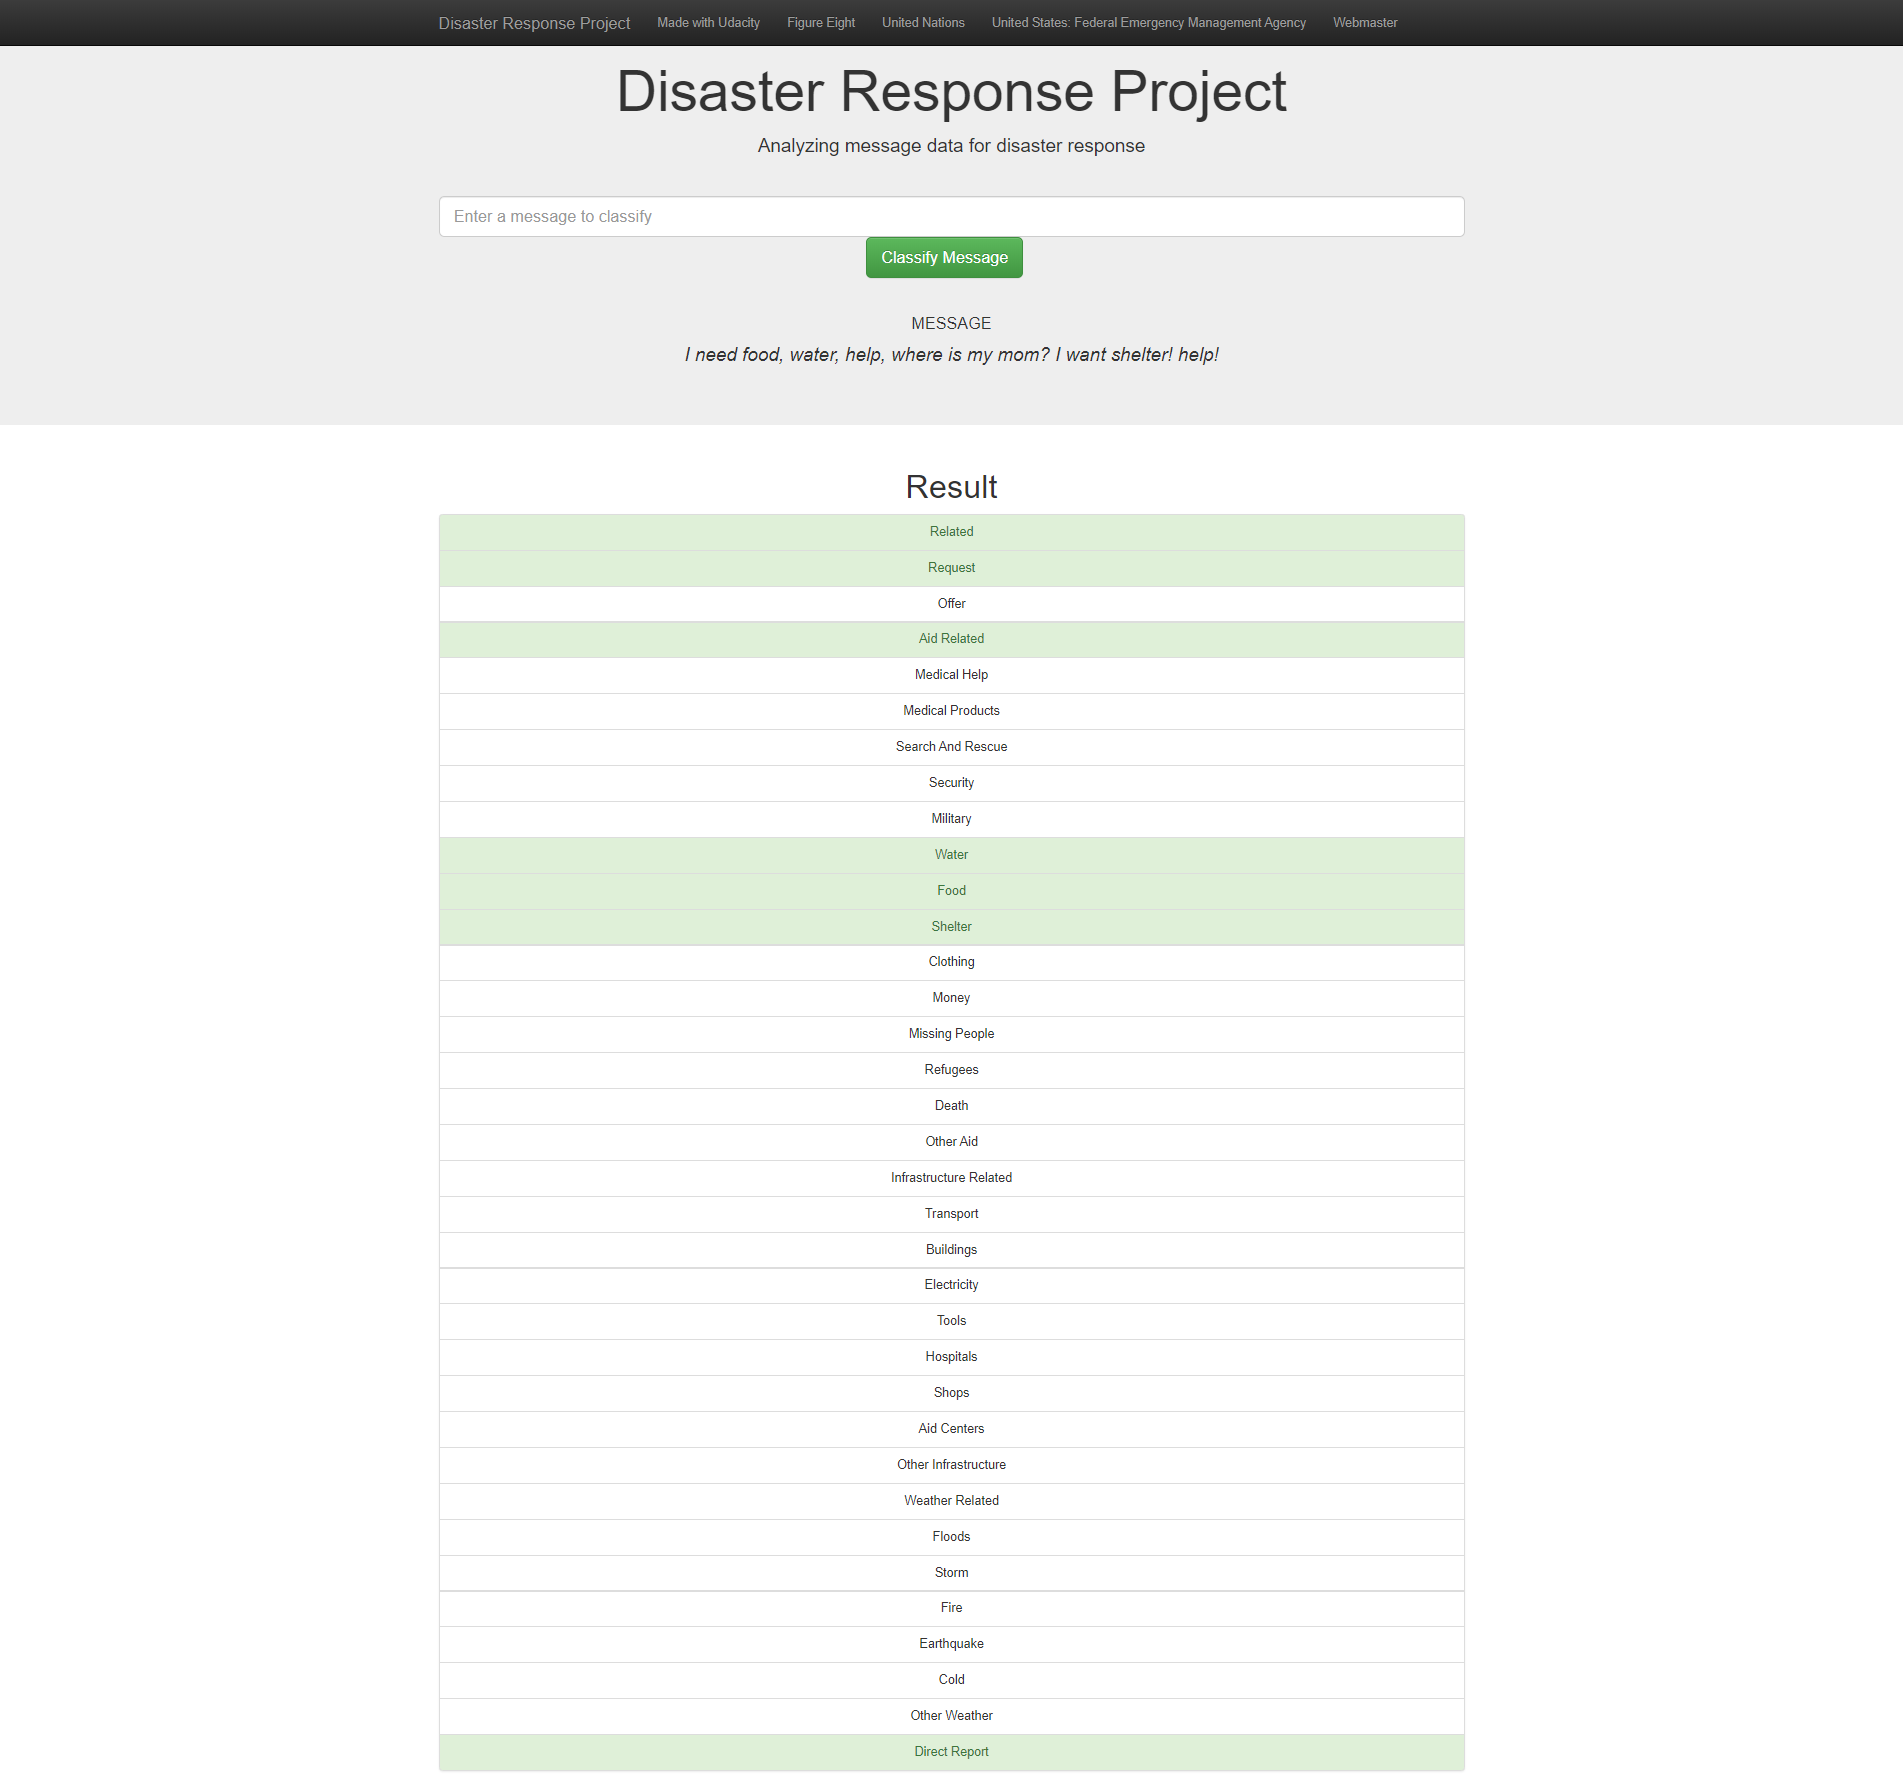 Disaster Response Project Made with Udacity Figure Eight United Nations United States: Federal Emergency Management Agency Webmaster
Disaster Response Project
Analyzing message data for disaster response
Enter a message to classify
Classify Message
MESSAGE
I need food, water, help, where is my mom? I want shelter! help!
Result
Related
Request
Offer
Aid Related
Medical Help
Medical Products
Search And Rescue
Security
Military
Water
Food
Shelter
Clothing
Money
Missing People
Refugees
Death
Other Aid
Infrastructure Related
Transport
Buildings
Electricity
Tools
Hospitals
Shops
Aid Centers
Other Infrastructure
Weather Related
Floods
Storm
Fire
Earthquake
Cold
Other Weather
Direct Report